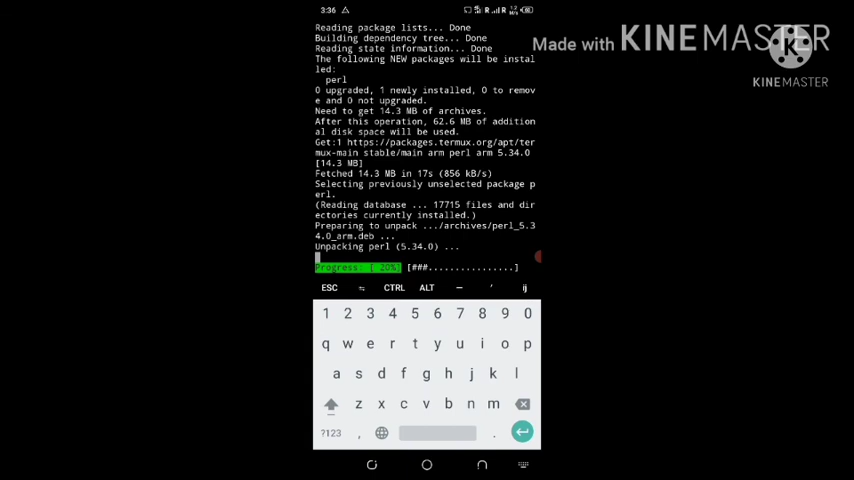 3:36
Made with KINEMASTER
K
KINEMASTER
Reading package lists... Done
Building dependency tree... Done
Reading state information... Done
The following NEW packages will be instal
led:
perl
0 upgraded, 1 newly installed, 0 to remov
e and 0 not upgraded.
Need to get 14.3 MB of archives.
After this operation, 62.6 MB of addition
al disk space will be used.
Get:1 https://packages.termux.org/apt/ter
mux-main stable/main arm perl arm 5.34.0
[14.3 MB]
Fetched 14.3 MB in 17s (856 kB/s)
Selecting previously unselected package p
erl.
(Reading database ... 17715 files and dir
ectories currently installed.)
Preparing to unpack .../archives/perl_5.3
4.0_arm.deb ...
Unpacking perl (5.34.0) ...
Progress: [ 20%] [###................]
ESC CTRL ALT — ′ ij
1 2 3 4 5 6 7 8 9 0
q w e r t y u i o p
a s d f g h j k l
z x c v b n m
?123 , .